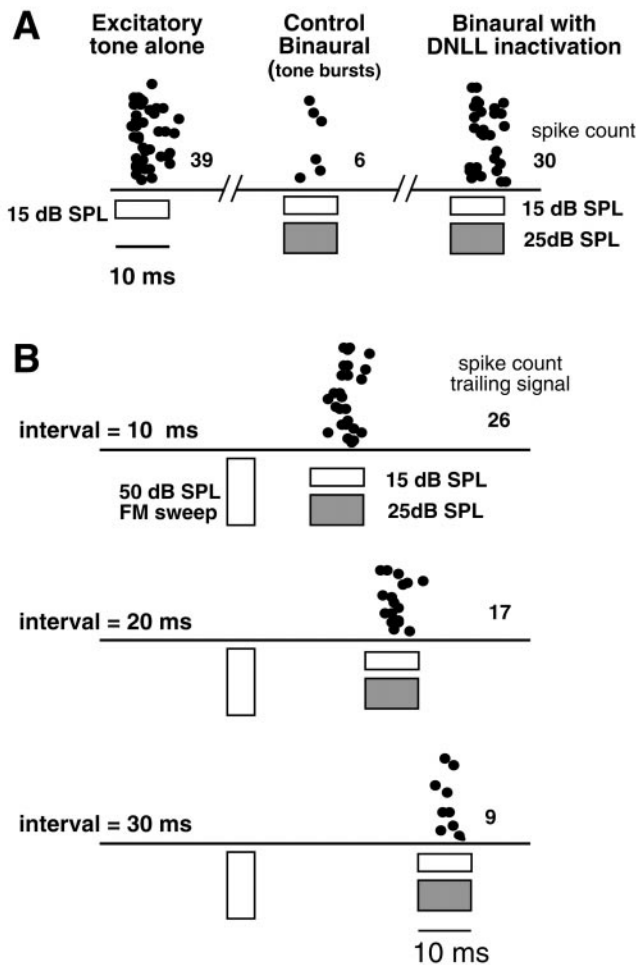 A
Excitatory
tone alone
Control
Binaural
(tone bursts)
Binaural with
DNLL inactivation
spike count
39
6
30
15 dB SPL
15 dB SPL
25dB SPL
10 ms
B
spike count
trailing signal
interval = 10 ms
26
50 dB SPL
FM sweep
15 dB SPL
25dB SPL
interval = 20 ms
17
interval = 30 ms
9
10 ms